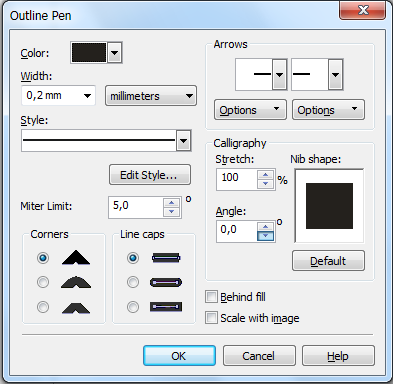 Outline Pen
Color:
Width:
0,2 mm
millimeters
Style:
Edit Style...
Miter Limit:
5,0
o
Corners
Line caps
Arrows
Options
Options
Calligraphy
Stretch:
100
%
Angle:
0,0
o
Nib shape:
Default
Behind fill
Scale with image
OK
Cancel
Help